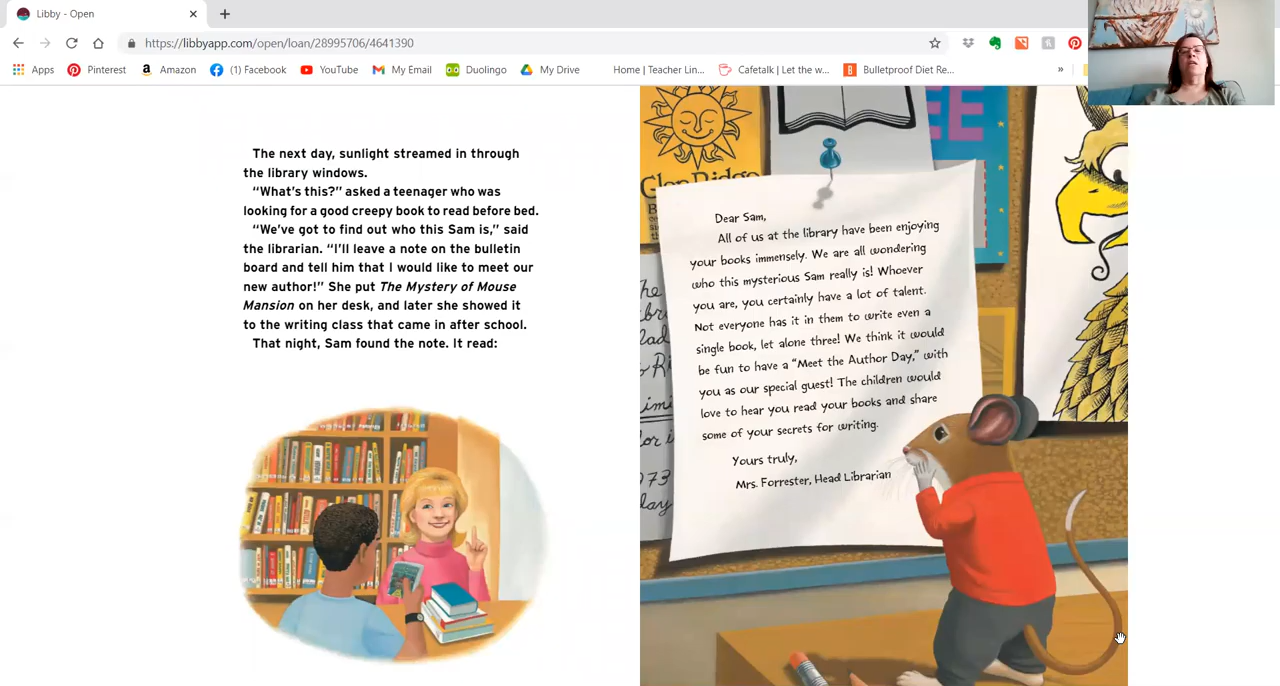 Libby - Open
https://libbyapp.com/open/loan/28995706/4641390
Apps Pinterest Amazon (1) Facebook YouTube My Email Duolingo My Drive Home | Teacher Lin... Cafetalk | Let the w... Bulletproof Diet Re... »
The next day, sunlight streamed in through
the library windows.
"What's this?" asked a teenager who was
looking for a good creepy book to read before bed.
"We've got to find out who this Sam is," said
the librarian. "I'll leave a note on the bulletin
board and tell him that I would like to meet our
new author!" She put The Mystery of Mouse
Mansion on her desk, and later she showed it
to the writing class that came in after school.
That night, Sam found the note. It read:
Dear Sam,
All of us at the library have been enjoying
your books immensely. We are all wondering
who this mysterious Sam really is! Whoever
you are, you certainly have a lot of talent.
Not everyone has it in them to write even a
single book, let alone three! We think it would
be fun to have a "Meet the Author Day," with
you as our special guest! The children would
love to hear you read your books and share
some of your secrets for writing.
Yours truly,
Mrs. Forrester, Head Librarian